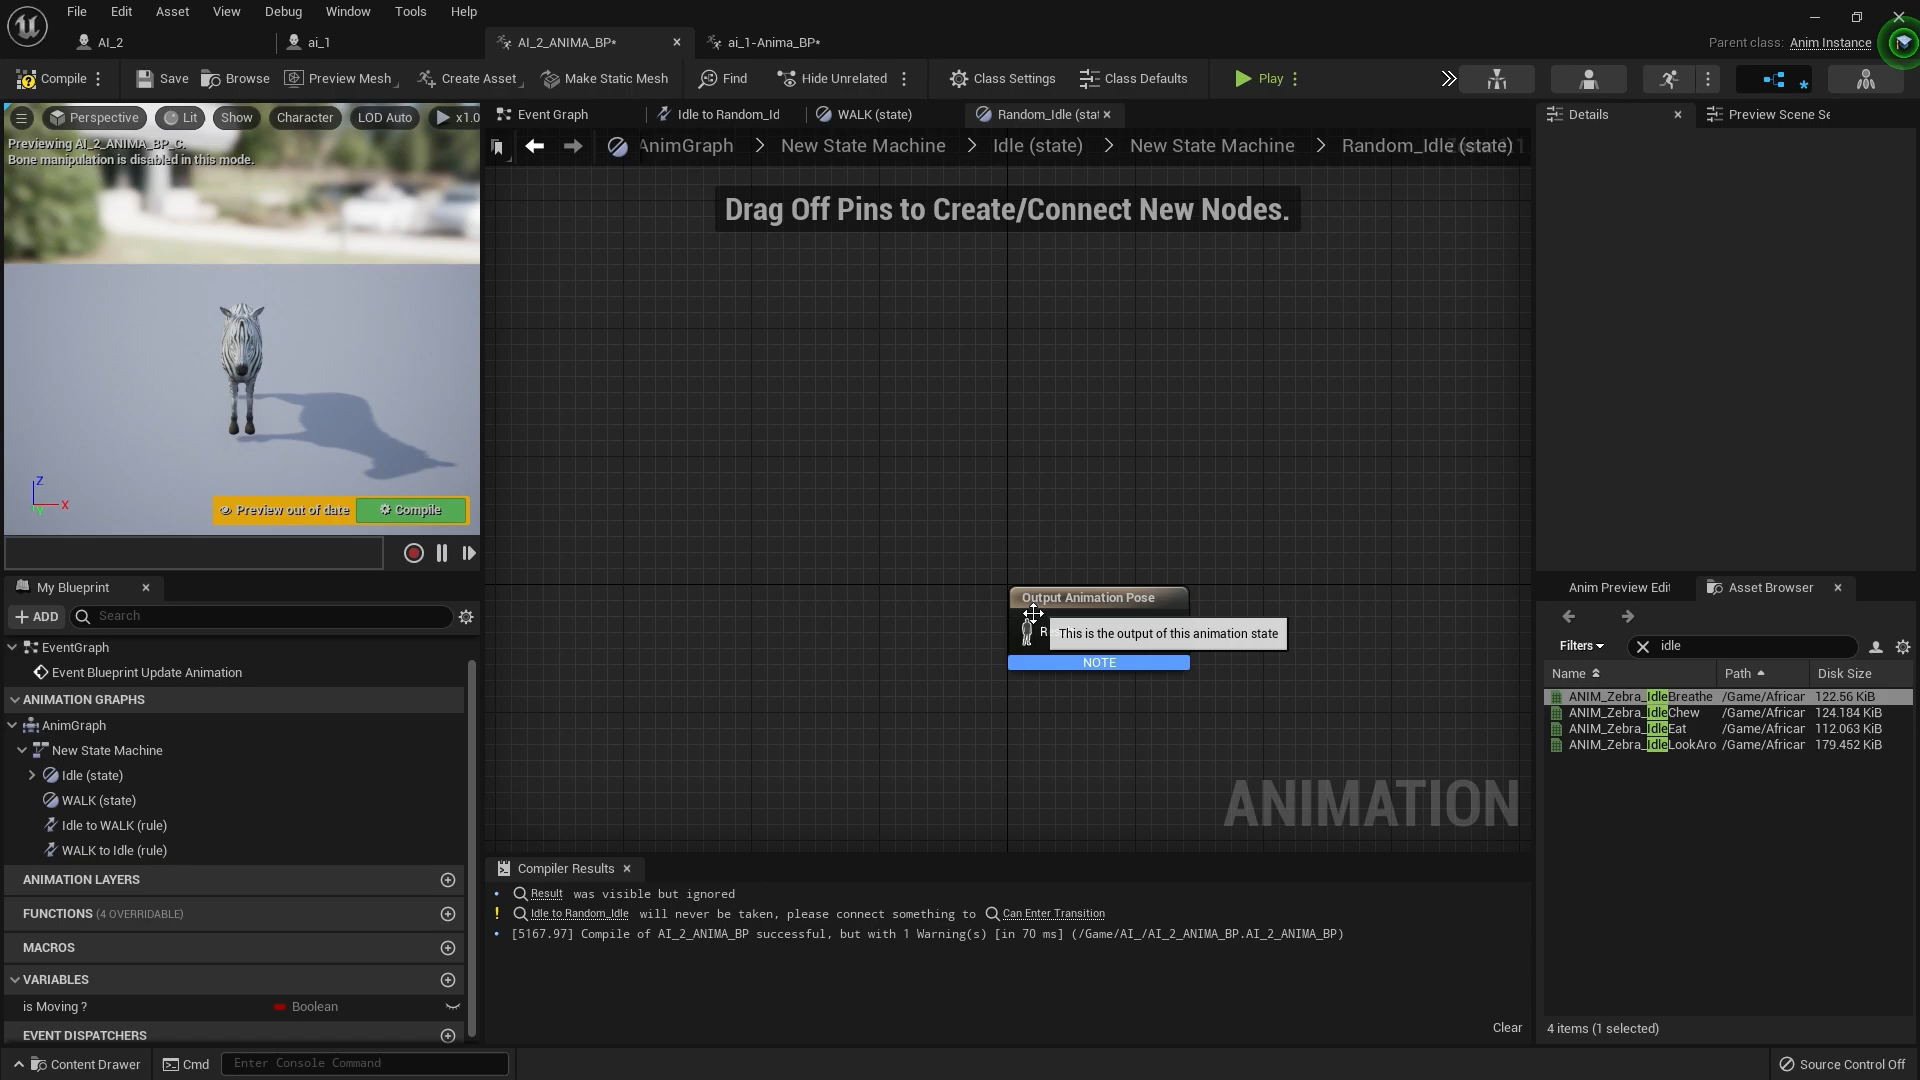 File Edit Asset View Debug Window Tools Help
AI_2 ai_1 AI_2_ANIMA_BP* ai_1-Anima_BP* Parent class: Anim Instance
Compile Save Browse Preview Mesh Create Asset Make Static Mesh Find Hide Unrelated Class Settings Class Defaults Play
Perspective Lit Show Character LOD Auto x1.0
Previewing AI_2_ANIMA_BP_C.
Bone manipulation is disabled in this mode.
Event Graph Idle to Random_Id WALK (state) Random_Idle (stat
AnimGraph > New State Machine > Idle (state) > New State Machine > Random_Idle (state)
Drag Off Pins to Create/Connect New Nodes.
Z
X
Preview out of date Compile
Output Animation Pose
R This is the output of this animation state
NOTE
ANIMATION
Details Preview Scene Se
My Blueprint
ADD Search
EventGraph
Event Blueprint Update Animation
ANIMATION GRAPHS
AnimGraph
New State Machine
Idle (state)
WALK (state)
Idle to WALK (rule)
WALK to Idle (rule)
ANIMATION LAYERS
FUNCTIONS (4 OVERRIDABLE)
MACROS
VARIABLES
is Moving ? Boolean
EVENT DISPATCHERS
Compiler Results
Result was visible but ignored
Idle to Random_Idle will never be taken, please connect something to Can Enter Transition
[5167.97] Compile of AI_2_ANIMA_BP successful, but with 1 Warning(s) [in 70 ms] (/Game/AI_/AI_2_ANIMA_BP.AI_2_ANIMA_BP)
Clear
Anim Preview Edit Asset Browser
Filters idle
Name Path Disk Size
ANIM_Zebra_IdleBreathe /Game/African 122.56 KiB
ANIM_Zebra_IdleChew /Game/African 124.184 KiB
ANIM_Zebra_IdleEat /Game/African 112.063 KiB
ANIM_Zebra_IdleLookAro /Game/African 179.452 KiB
4 items (1 selected)
Content Drawer Cmd Enter Console Command Source Control Off